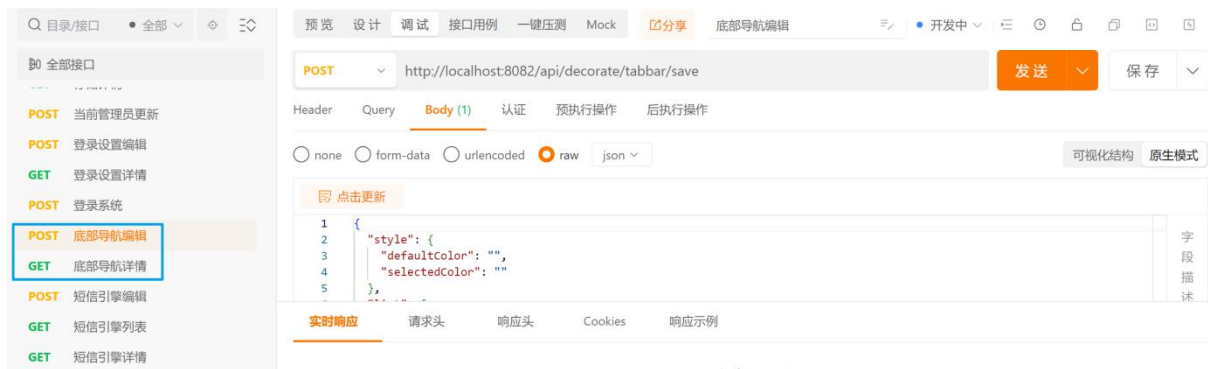 目录/接口 全部
全部接口
POST 当前管理员更新
POST 登录设置编辑
GET 登录设置详情
POST 登录系统
POST 底部导航编辑
GET 底部导航详情
POST 短信引擎编辑
GET 短信引擎列表
GET 短信引擎详情
预览 设计 调试 接口用例 一键压测 Mock 分享 底部导航编辑 开发中
POST http://localhost:8082/api/decorate/tabbar/save 发送 保存
Header Query Body (1) 认证 预执行操作 后执行操作
none form-data urlencoded raw json 可视化结构 原生模式
点击更新
1 {
2 "style": {
3 "defaultColor": "",
4 "selectedColor": ""
5 },
字段描述
实时响应 请求头 响应头 Cookies 响应示例